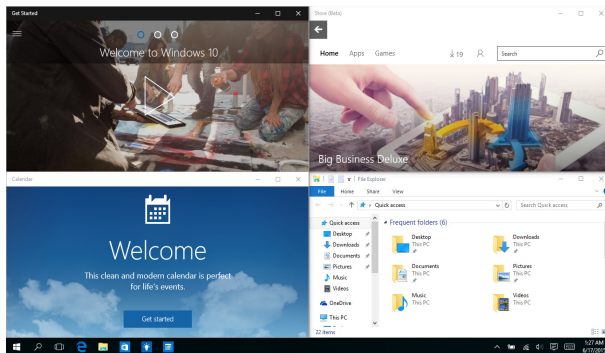 Get Started
Welcome to Windows 10
Store (Beta)
Home Apps Games 19 Search
Big Business Deluxe
Calendar
Welcome
This clean and modern calendar is perfect
for life's events.
Get started
File Explorer
File Home Share View
Quick access Search Quick access
Quick access
Desktop
Downloads
Documents
Pictures
Music
Videos
OneDrive
This PC
Frequent folders (6)
Desktop
This PC
Downloads
This PC
Documents
This PC
Pictures
This PC
Music
This PC
Videos
This PC
22 items
1:27 AM